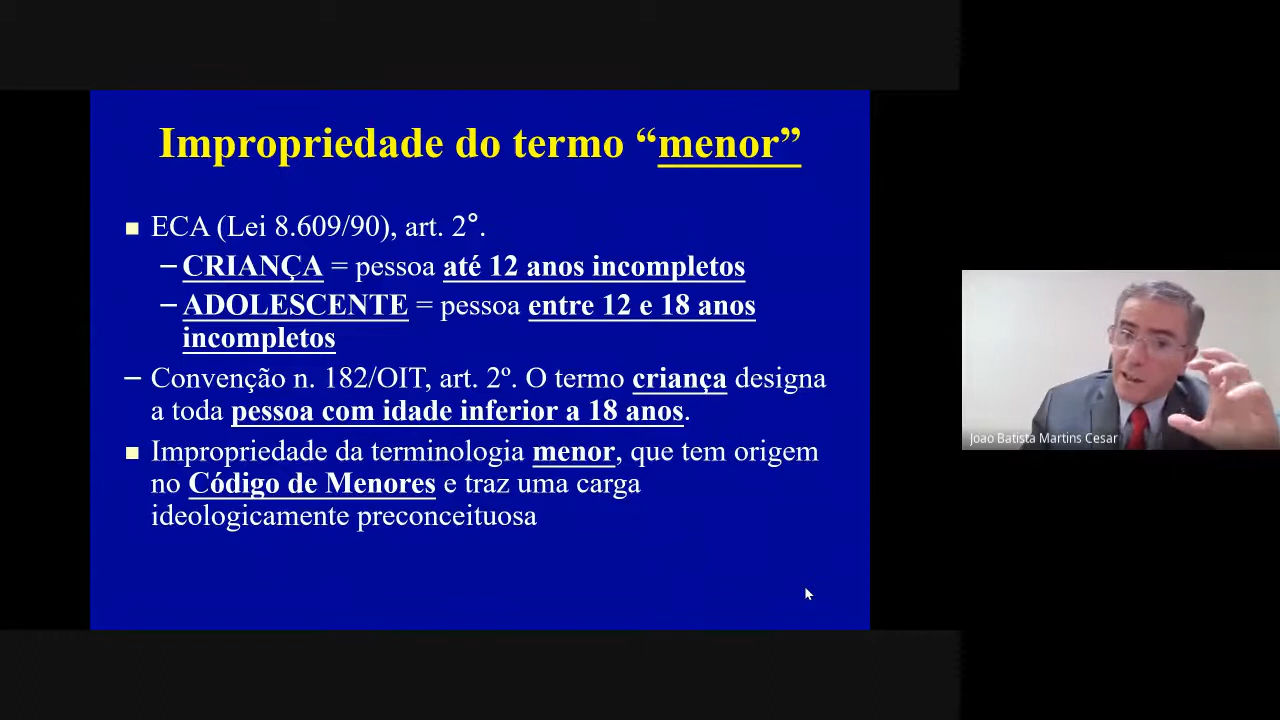 Impropriedade do termo “menor”
ECA (Lei 8.609/90), art. 2°.
–CRIANÇA = pessoa até 12 anos incompletos
–ADOLESCENTE = pessoa entre 12 e 18 anos
incompletos
– Convenção n. 182/OIT, art. 2º. O termo criança designa
a toda pessoa com idade inferior a 18 anos.
Impropriedade da terminologia menor, que tem origem
no Código de Menores e traz uma carga
ideologicamente preconceituosa
Joao Batista Martins Cesar